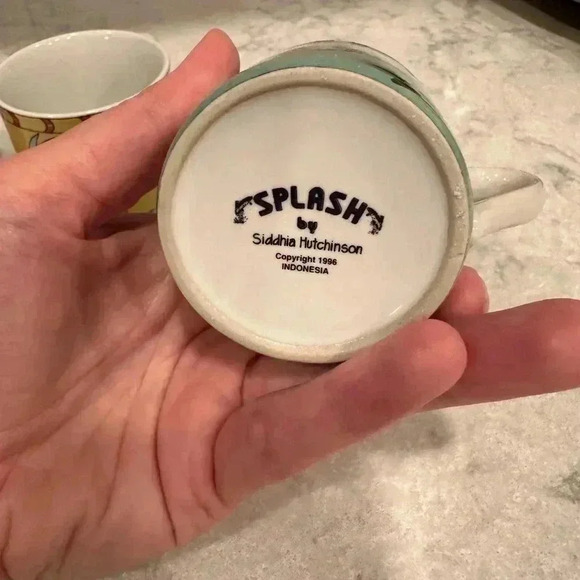 SPLASH
by
Siddhia Hutchinson
Copyright 1996
INDONESIA